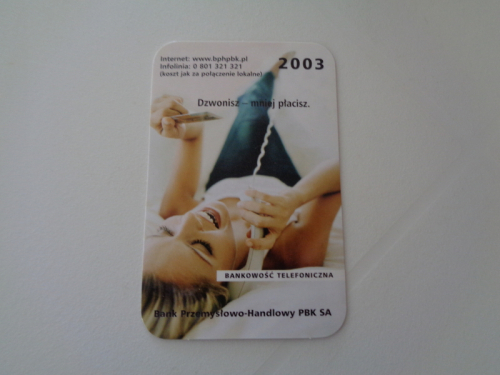 Internet: www.bphpbk.pl
Infolinia: 0 801 321 321
(koszt jak za połączenie lokalne)
2003
Dzwonisz – mniej płacisz.
BANKOWOŚĆ TELEFONICZNA
Bank Przemysłowo-Handlowy PBK SA